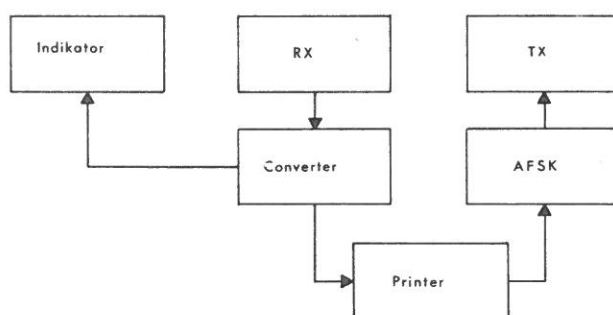 Indikator
RX
TX
Converter
AFSK
Printer